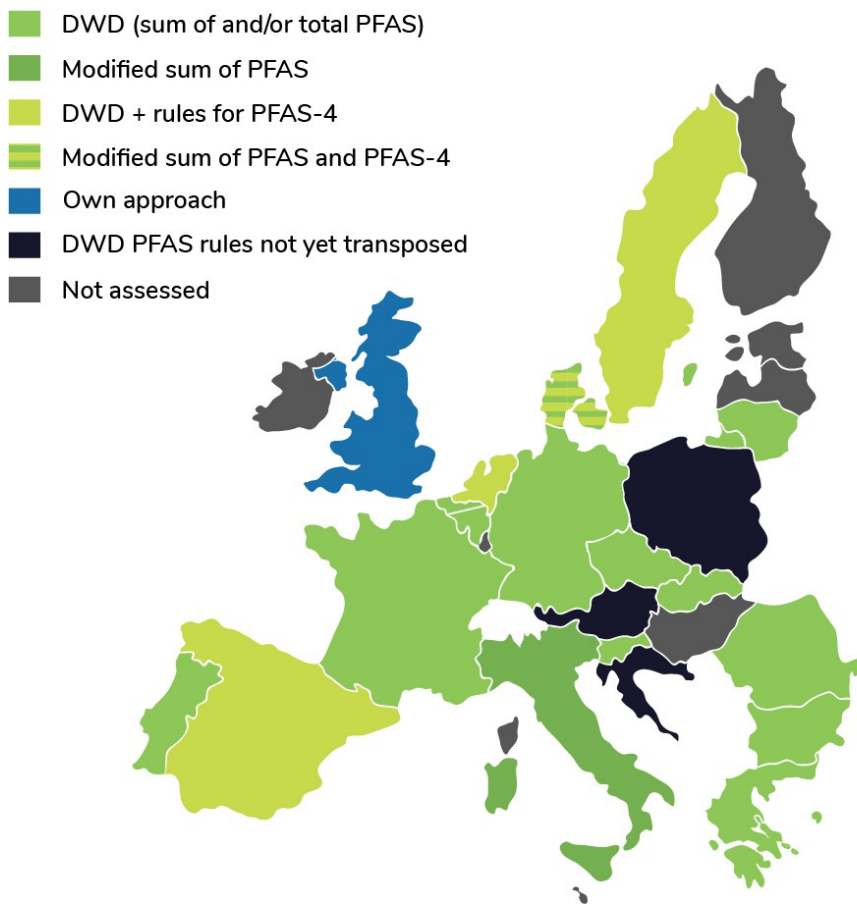 DWD (sum of and/or total PFAS)
Modified sum of PFAS
DWD + rules for PFAS-4
Modified sum of PFAS and PFAS-4
Own approach
DWD PFAS rules not yet transposed
Not assessed